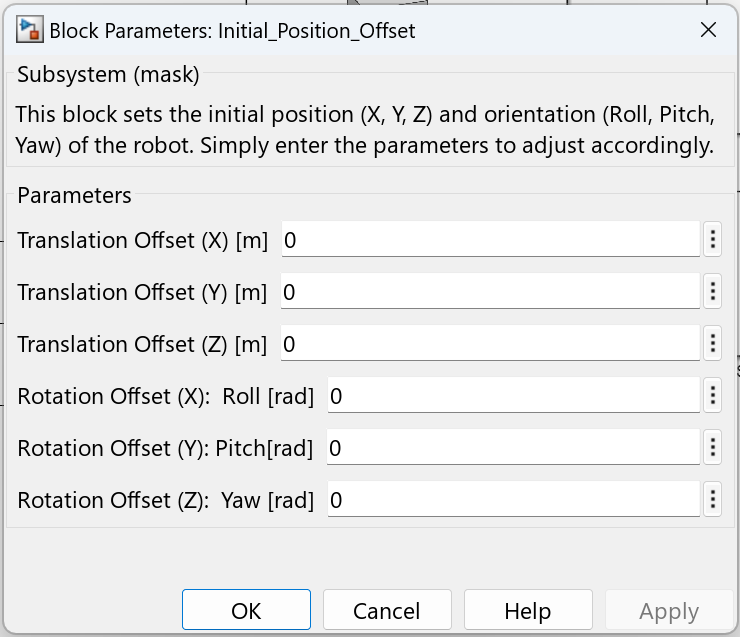 Block Parameters: Initial_Position_Offset
Subsystem (mask)
This block sets the initial position (X, Y, Z) and orientation (Roll, Pitch,
Yaw) of the robot. Simply enter the parameters to adjust accordingly.
Parameters
Translation Offset (X) [m] 0
Translation Offset (Y) [m] 0
Translation Offset (Z) [m] 0
Rotation Offset (X):  Roll [rad] 0
Rotation Offset (Y): Pitch[rad] 0
Rotation Offset (Z):  Yaw [rad] 0
OK Cancel Help Apply